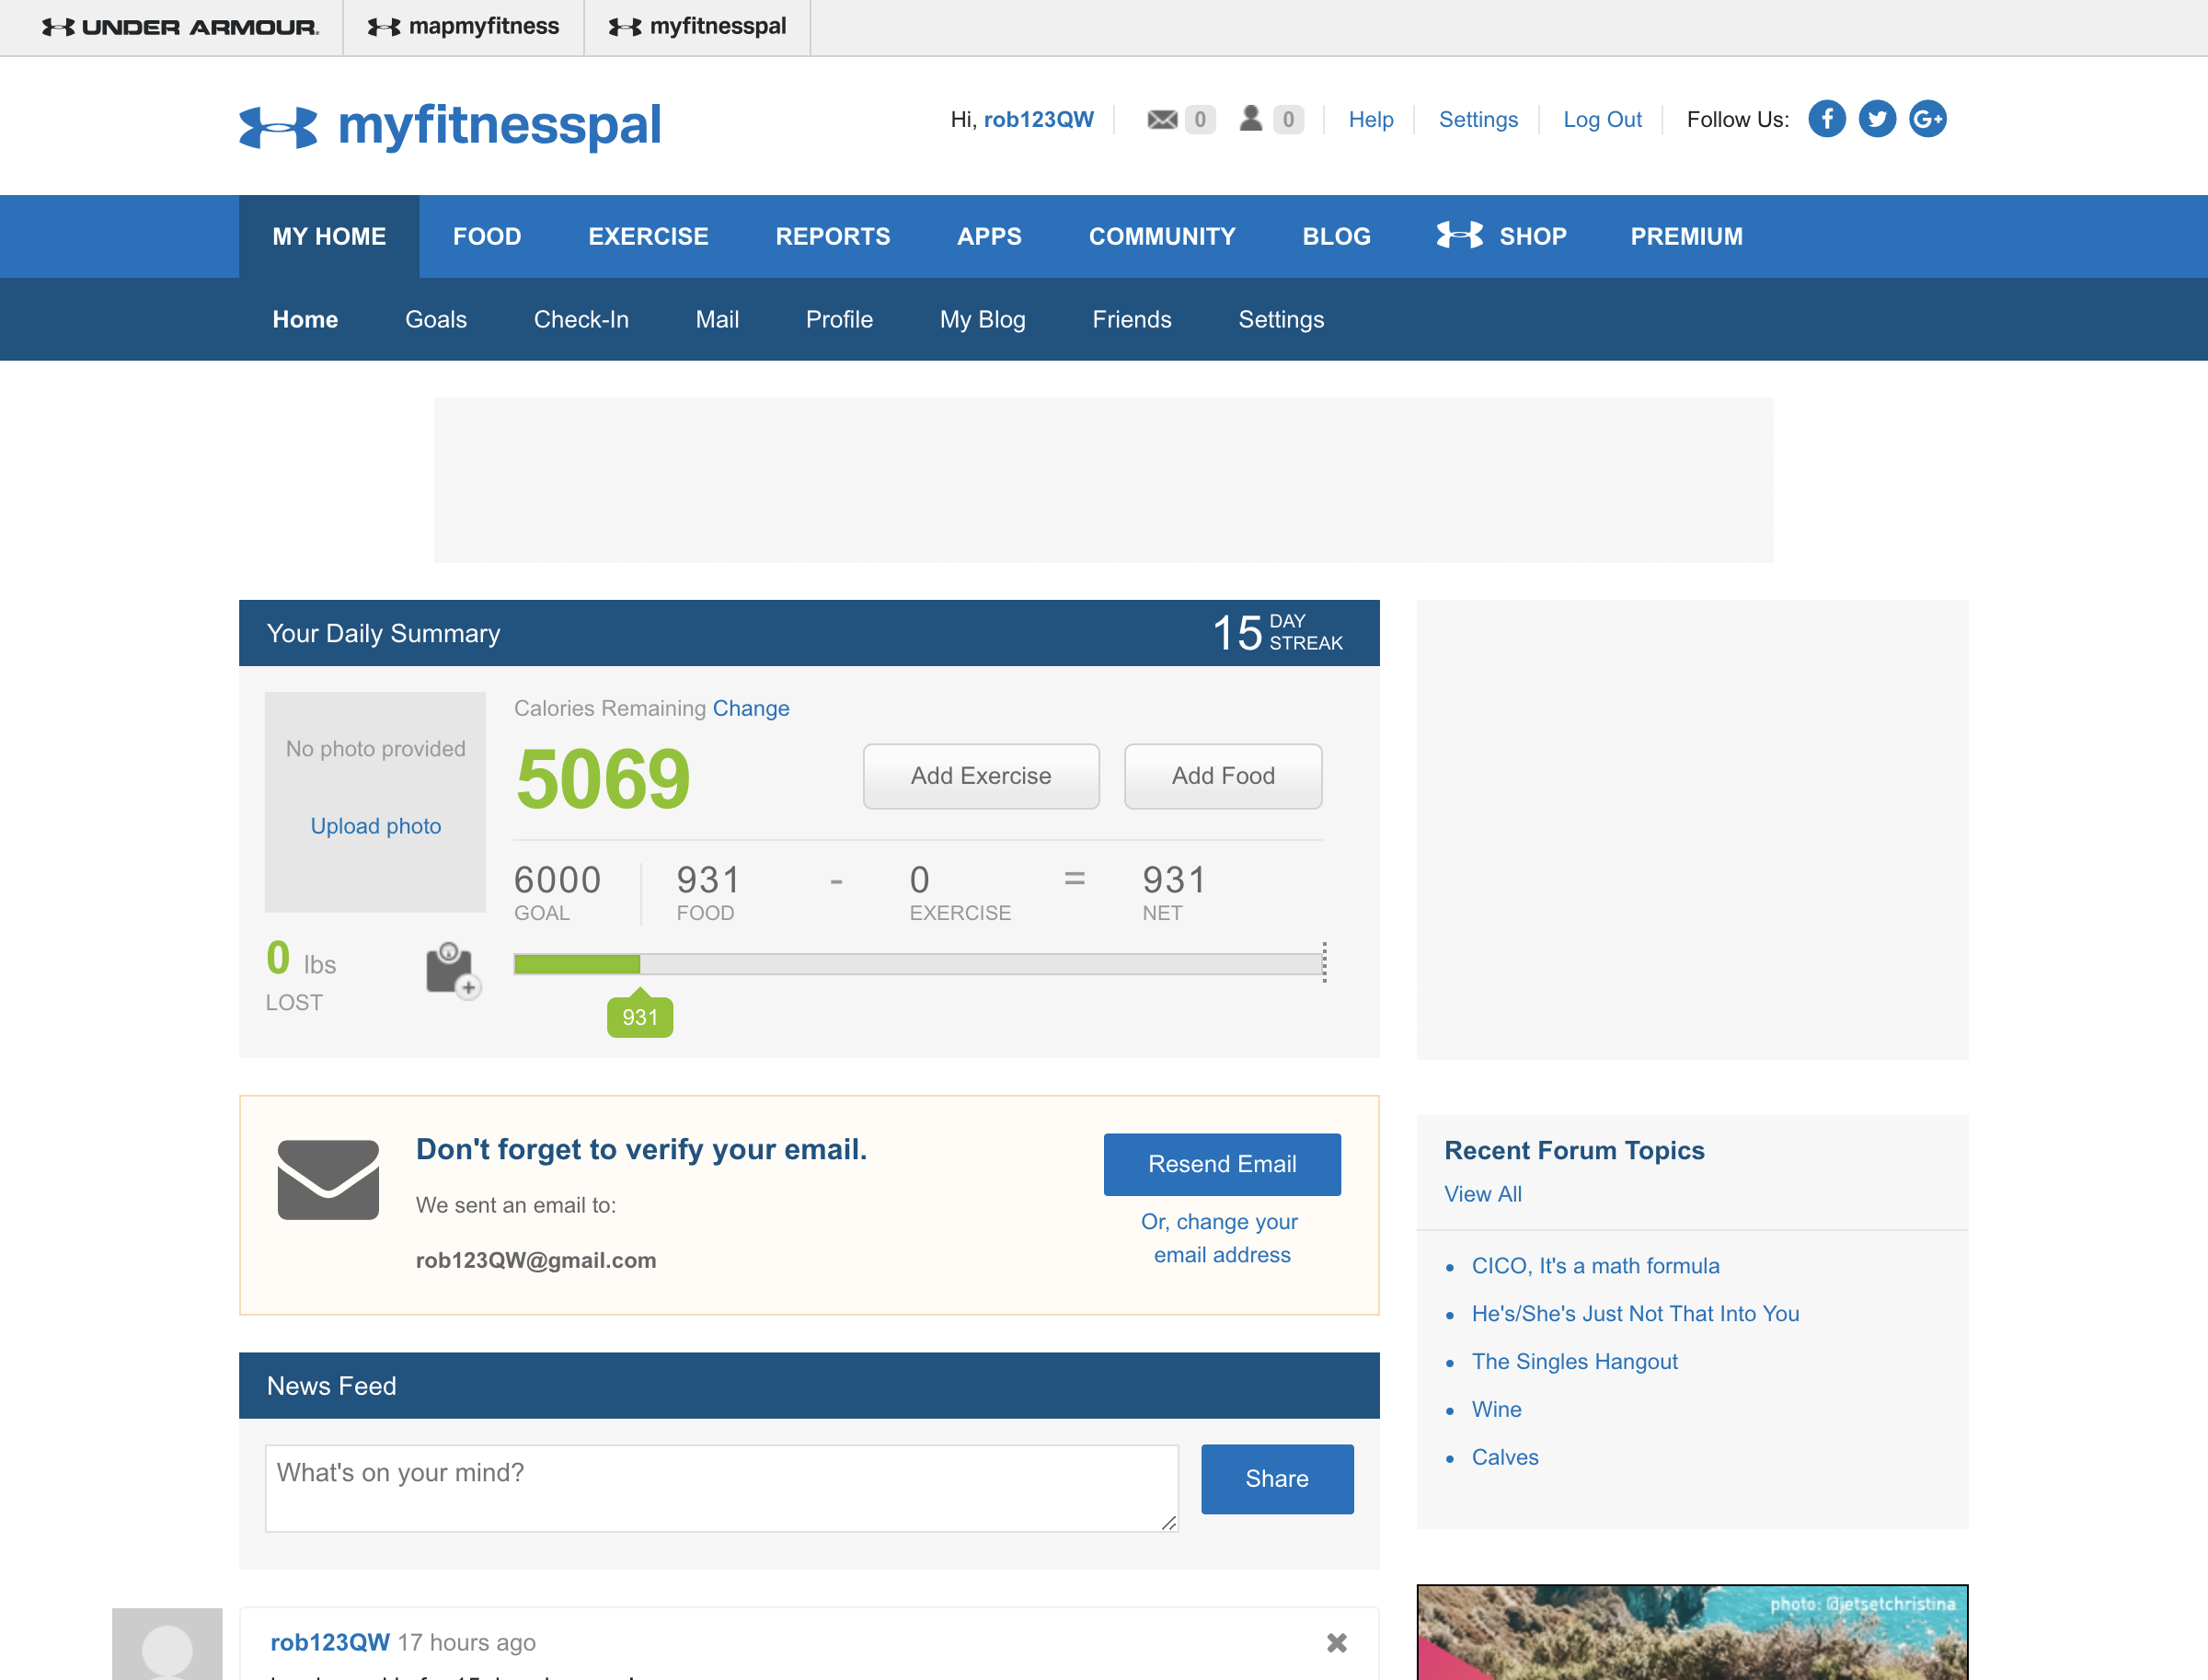 UNDER ARMOUR.
mapmyfitness
myfitnesspal
myfitnesspal
Hi, rob123QW
0
0
Help
Settings
Log Out
Follow Us:
f
G+
MY HOME
FOOD
EXERCISE
REPORTS
APPS
COMMUNITY
BLOG
SHOP
PREMIUM
Home
Goals
Check-In
Mail
Profile
My Blog
Friends
Settings
Your Daily Summary
15 DAY
STREAK
No photo provided
Upload photo
0 lbs
LOST
Calories Remaining Change
5069
Add Exercise
Add Food
6000
GOAL
931
FOOD
-
0
EXERCISE
=
931
NET
931
Don't forget to verify your email.
We sent an email to:
rob123QW@gmail.com
Resend Email
Or, change your
email address
News Feed
What's on your mind?
Share
rob123QW 17 hours ago
Recent Forum Topics
View All
CICO, It's a math formula
He's/She's Just Not That Into You
The Singles Hangout
Wine
Calves
photo: @jetsetchristina